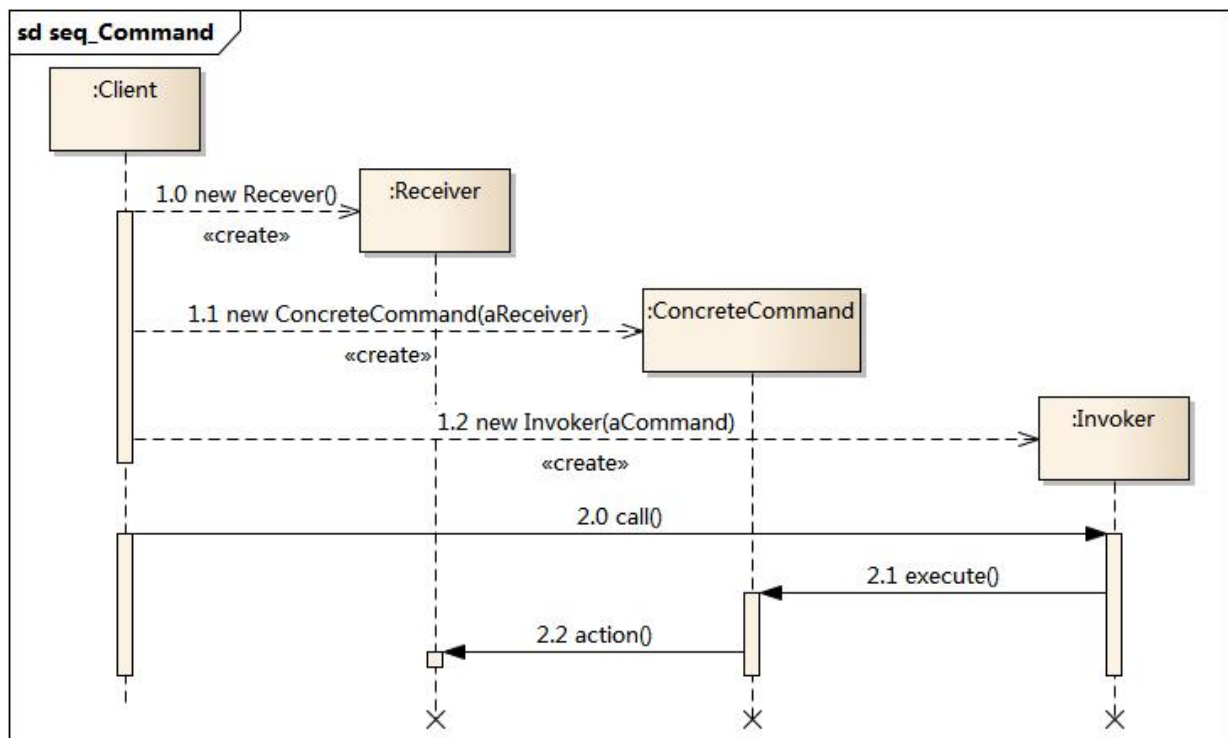 sd seq_Command
:Client
1.0 new Recever()
«create»
:Receiver
1.1 new ConcreteCommand(aReceiver)
«create»
:ConcreteCommand
1.2 new Invoker(aCommand)
«create»
:Invoker
2.0 call()
2.1 execute()
2.2 action()